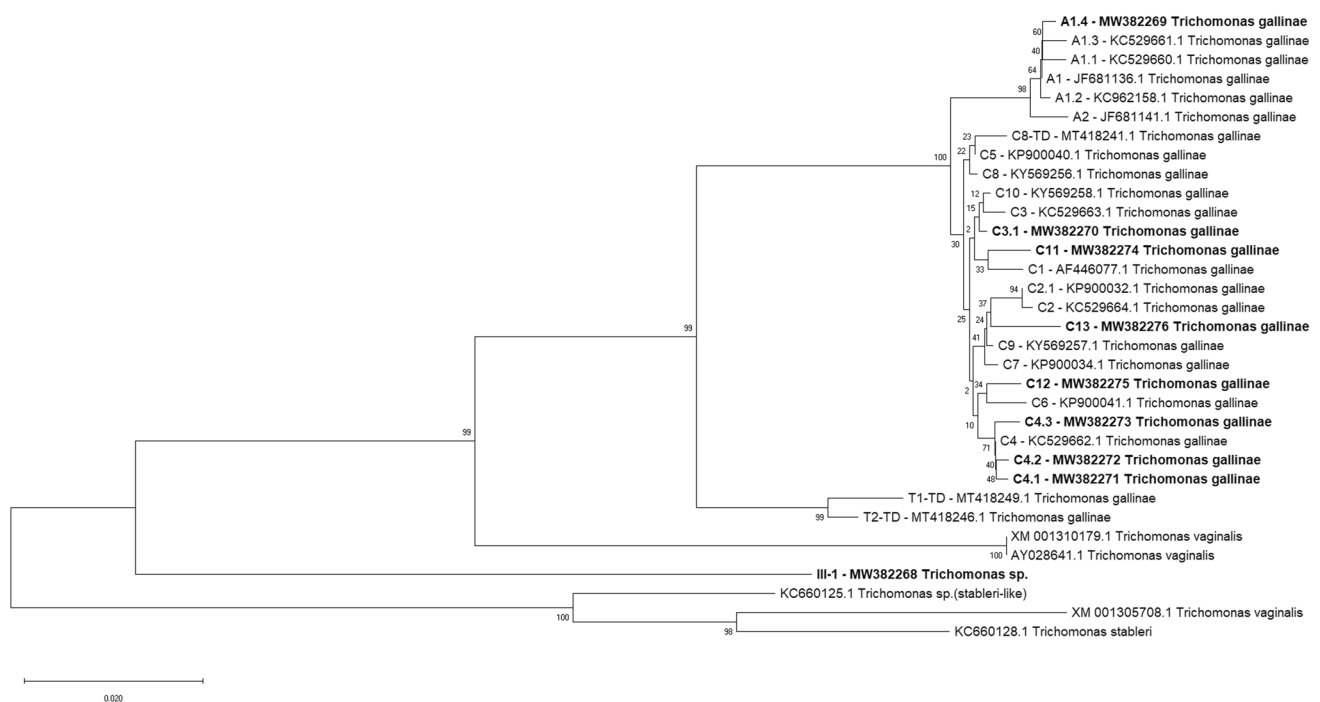 A1.4 - MW382269 Trichomonas gallinae
60
A1.3 - KC529661.1 Trichomonas gallinae
40
A1.1 - KC529660.1 Trichomonas gallinae
64
A1 - JF681136.1 Trichomonas gallinae
98
A1.2 - KC962158.1 Trichomonas gallinae
A2 - JF681141.1 Trichomonas gallinae
23
C8-TD - MT418241.1 Trichomonas gallinae
22
100
C5 - KP900040.1 Trichomonas gallinae
C8 - KY569256.1 Trichomonas gallinae
12
C10 - KY569258.1 Trichomonas gallinae
15
C3 - KC529663.1 Trichomonas gallinae
2
C3.1 - MW382270 Trichomonas gallinae
30
C11 - MW382274 Trichomonas gallinae
33
C1 - AF446077.1 Trichomonas gallinae
94
C2.1 - KP900032.1 Trichomonas gallinae
37
C2 - KC529664.1 Trichomonas gallinae
25
24
99
C13 - MW382276 Trichomonas gallinae
41
C9 - KY569257.1 Trichomonas gallinae
C7 - KP900034.1 Trichomonas gallinae
34
C12 - MW382275 Trichomonas gallinae
2
C6 - KP900041.1 Trichomonas gallinae
C4.3 - MW382273 Trichomonas gallinae
10
99
C4 - KC529662.1 Trichomonas gallinae
71
C4.2 - MW382272 Trichomonas gallinae
40
C4.1 - MW382271 Trichomonas gallinae
48
T1-TD - MT418249.1 Trichomonas gallinae
99
T2-TD - MT418246.1 Trichomonas gallinae
XM 001310179.1 Trichomonas vaginalis
100
AY028641.1 Trichomonas vaginalis
III-1 - MW382268 Trichomonas sp.
KC660125.1 Trichomonas sp.(stableri-like)
100
XM 001305708.1 Trichomonas vaginalis
98
KC660128.1 Trichomonas stableri
0.020